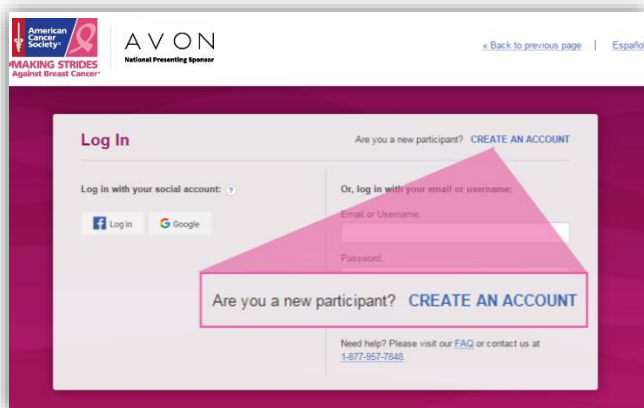 American
Cancer
Society®
MAKING STRIDES
Against Breast Cancer®
AVON
National Presenting Sponsor
« Back to previous page | Español
Log In
Are you a new participant? CREATE AN ACCOUNT
Log in with your social account: ?
Log in
Google
Or, log in with your email or username:
Email or Username
Password
Are you a new participant? CREATE AN ACCOUNT
Need help? Please visit our FAQ or contact us at
1-877-957-7848.